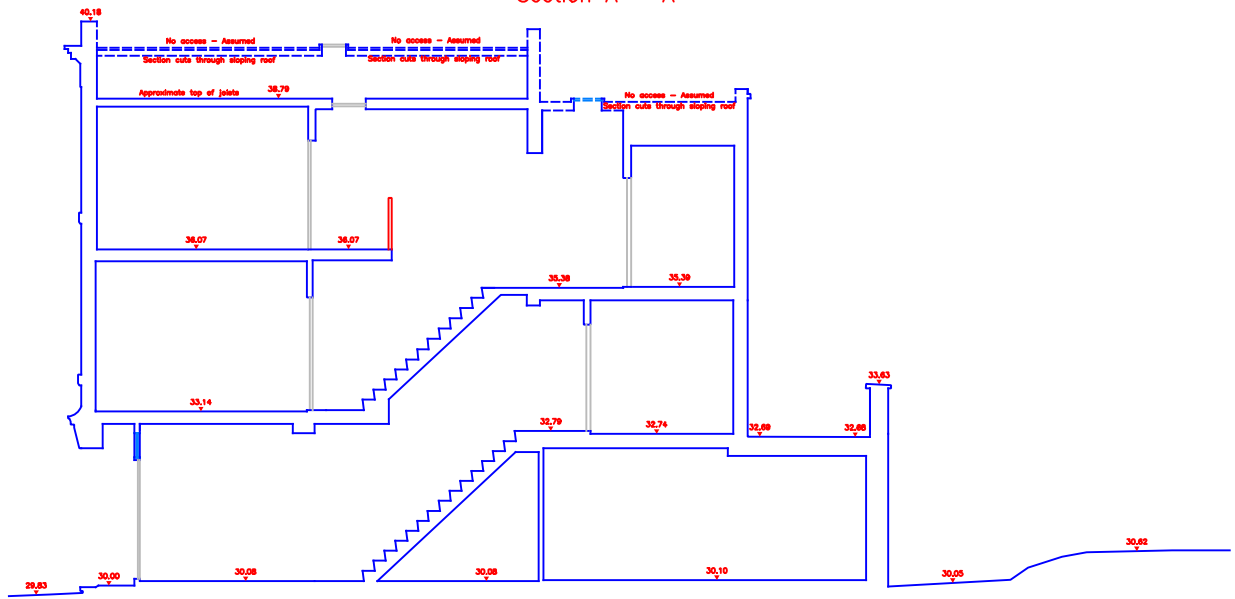 Section A A
40.18
No access - Assumed
No access - Assumed
Section cuts through sloping roof
Section cuts through sloping roof
Approximate top of joists
38.79
No access - Assumed
Section cuts through sloping roof
36.07
36.07
35.38
35.39
33.63
33.14
32.79
32.74
32.69
32.68
30.62
29.83
30.00
30.08
30.08
30.10
30.05